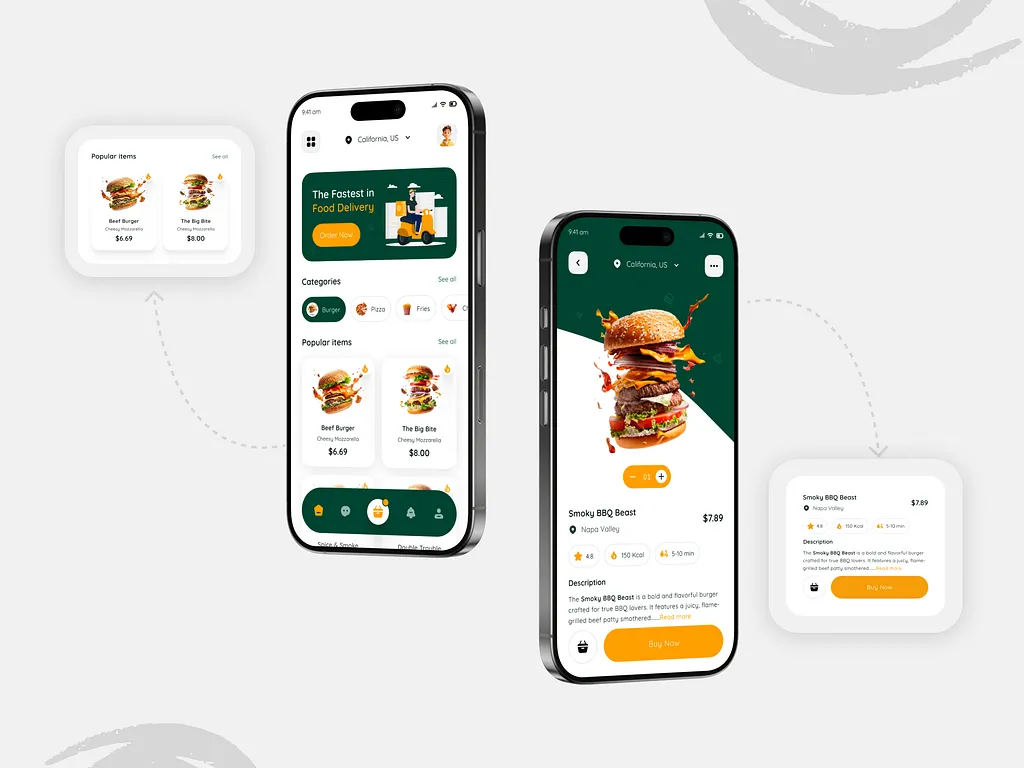 Popular items
See all
Beef Burger
Cheesy Mozzarella
$6.69
The Big Bite
Cheesy Mozzarella
$8.00
9:41 am
California, US
The Fastest in
Food Delivery
Order Now
Categories
See all
Burger
Pizza
Fries
Ch
Popular items
See all
Beef Burger
Cheesy Mozzarella
$6.69
The Big Bite
Cheesy Mozzarella
$8.00
Spice & Smoke
Double Trouble
9:41 am
California, US
01
Smoky BBQ Beast
Napa Valley
$7.89
4.8
150 Kcal
5-10 min
Description
The Smoky BBQ Beast is a bold and flavorful burger
crafted for true BBQ lovers. It features a juicy, flame-
grilled beef patty smothered......Read more
Buy Now
Smoky BBQ Beast
Napa Valley
$7.89
4.8
150 Kcal
5-10 min
Description
The Smoky BBQ Beast is a bold and flavorful burger
crafted for true BBQ lovers. It features a juicy, flame-
grilled beef patty smothered......Read more
Buy Now